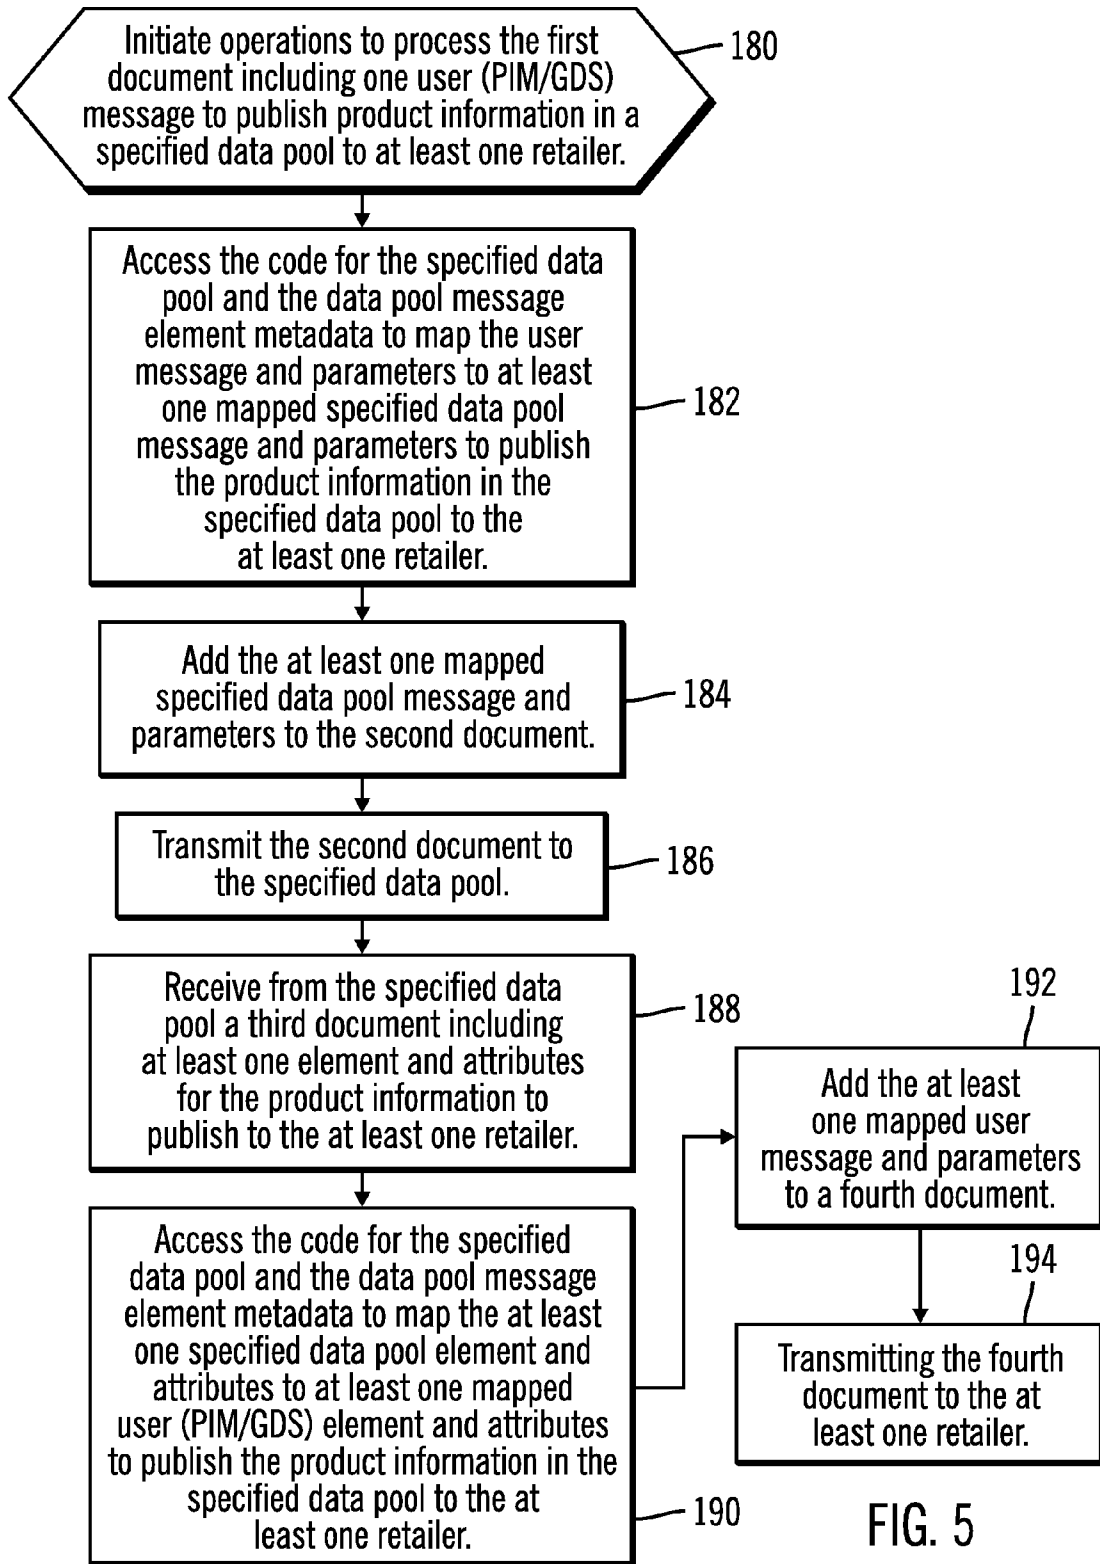 Initiate operations to process the first
document including one user (PIM/GDS)
message to publish product information in a
specified data pool to at least one retailer.
180
Access the code for the specified data
pool and the data pool message
element metadata to map the user
message and parameters to at least
one mapped specified data pool
message and parameters to publish
the product information in the
specified data pool to the
at least one retailer.
182
Add the at least one mapped
specified data pool message and
parameters to the second document.
184
Transmit the second document to
the specified data pool.
186
Receive from the specified data
pool a third document including
at least one element and attributes
for the product information to
publish to the at least one retailer.
188
Access the code for the specified
data pool and the data pool message
element metadata to map the at least
one specified data pool element and
attributes to at least one mapped
user (PIM/GDS) element and attributes
to publish the product information in the
specified data pool to the at
least one retailer.
190
192
Add the at least
one mapped user
message and parameters
to a fourth document.
194
Transmitting the fourth
document to the at
least one retailer.
FIG. 5